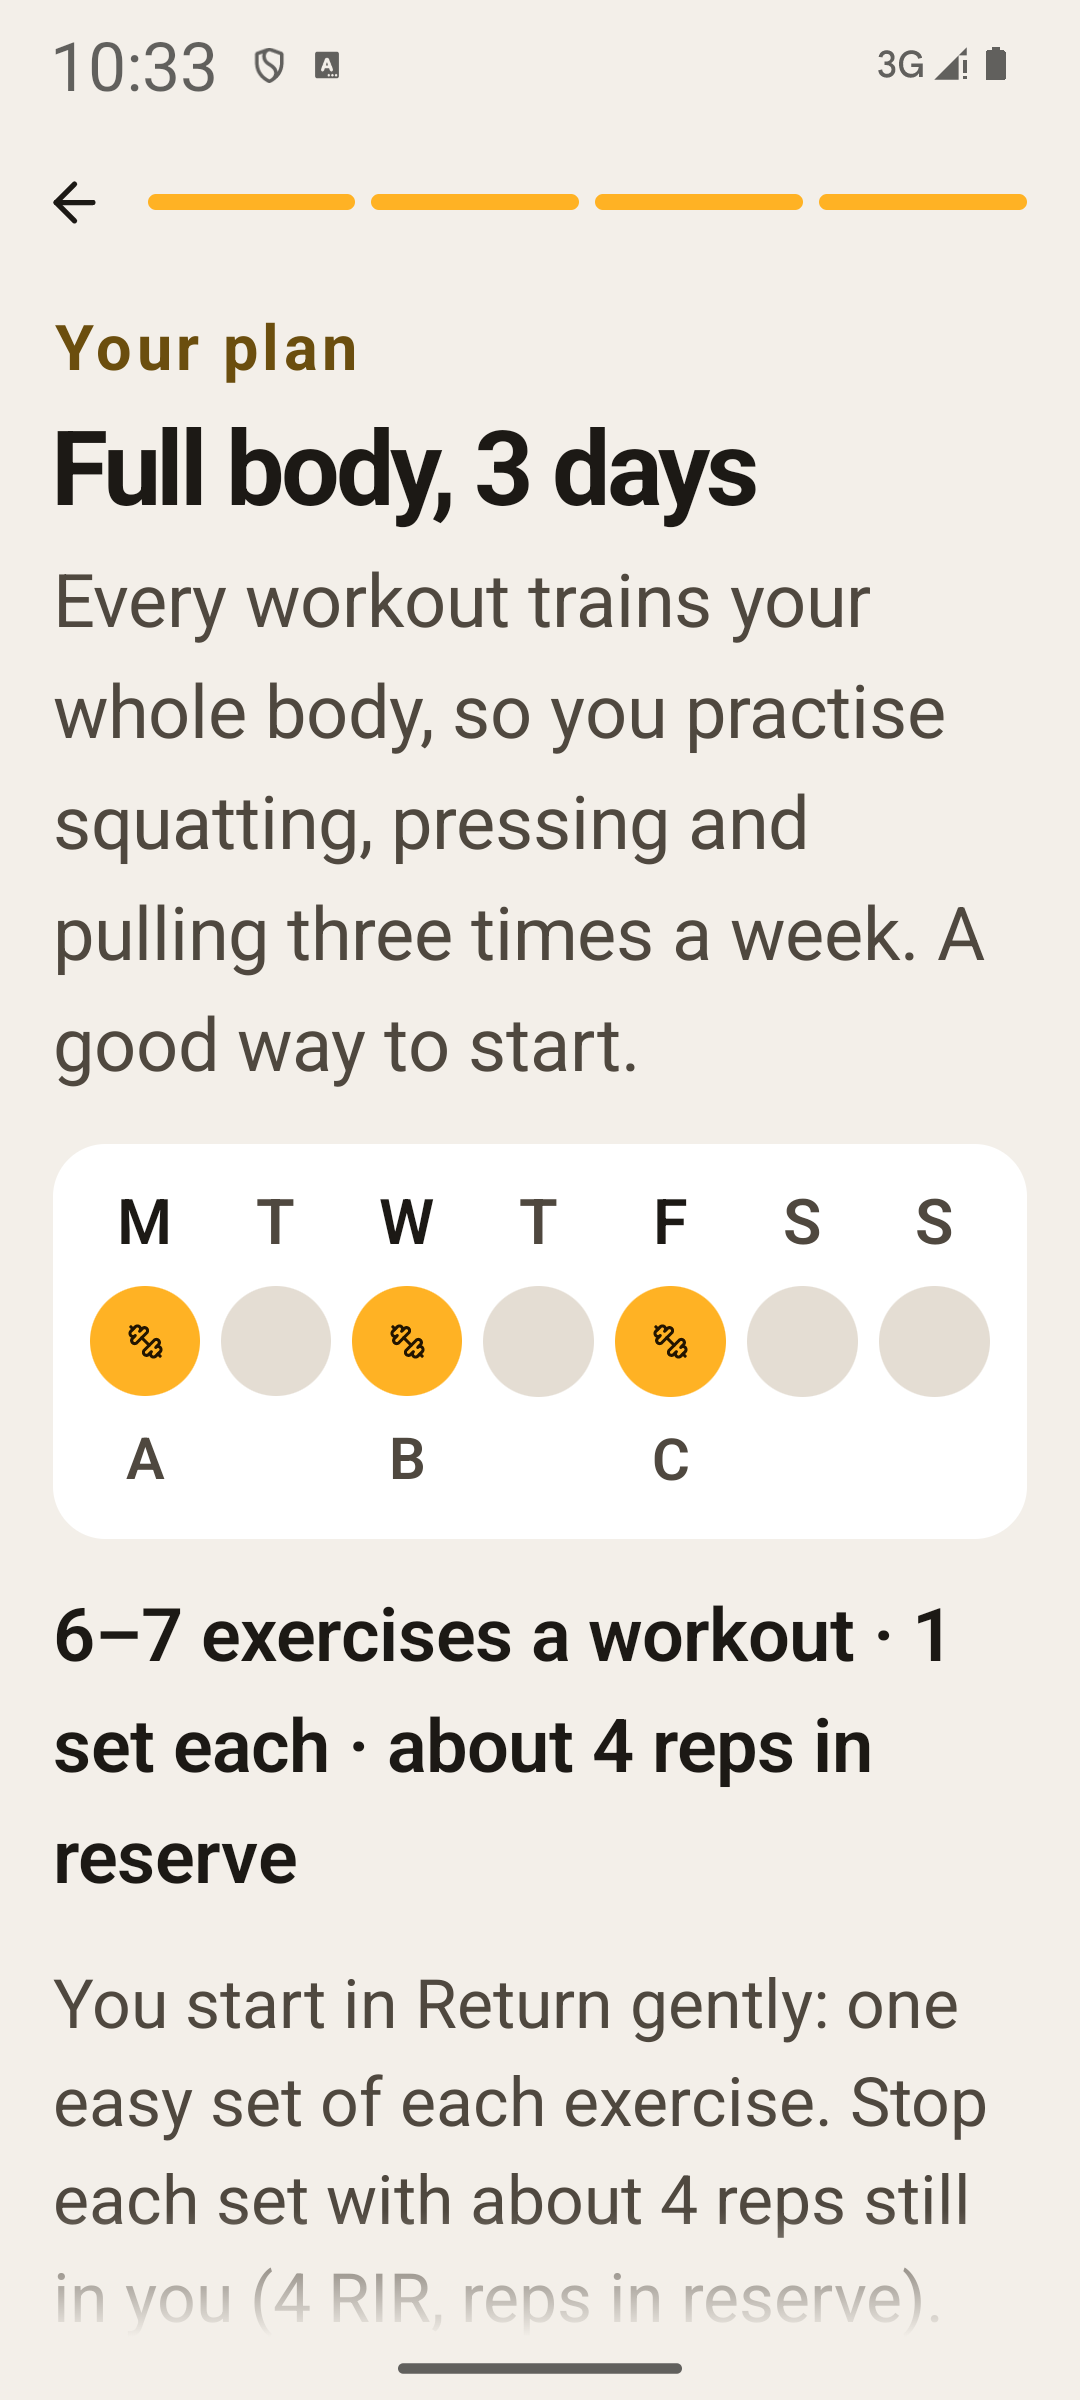 10:33
3G
Your plan
Full body, 3 days
Every workout trains your
whole body, so you practise
squatting, pressing and
pulling three times a week. A
good way to start.
M T W T F S S
A B C
6–7 exercises a workout · 1
set each · about 4 reps in
reserve
You start in Return gently: one
easy set of each exercise. Stop
each set with about 4 reps still
in you (4 RIR, reps in reserve).